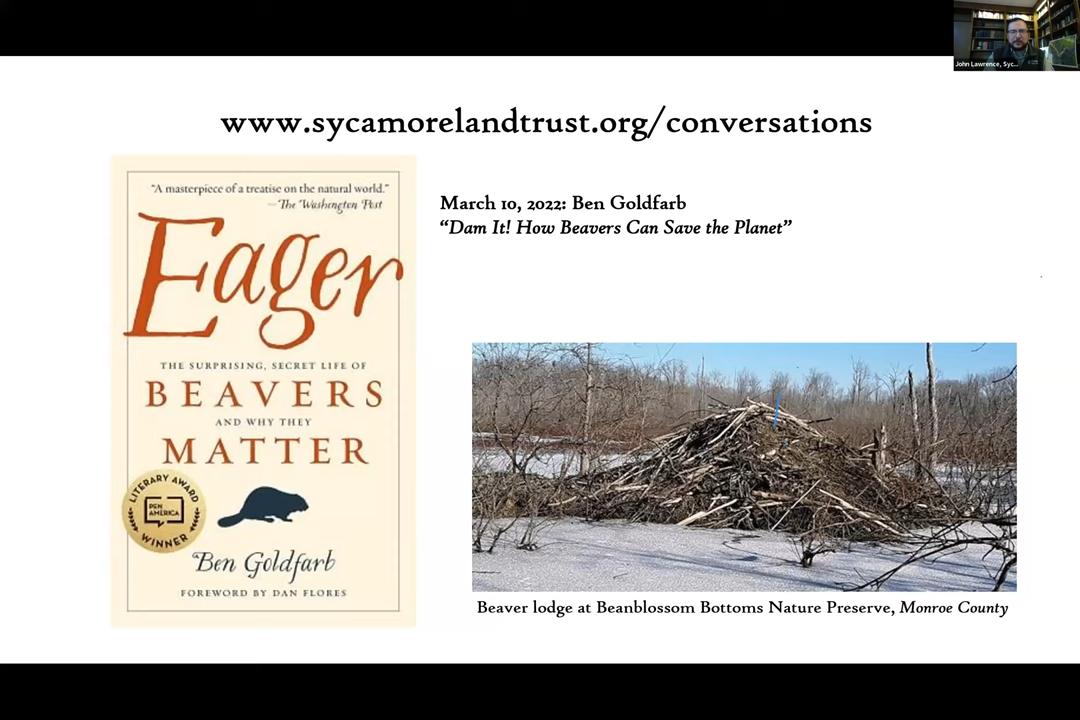 John Lawrence, Syc...
www.sycamorelandtrust.org/conversations
"A masterpiece of a treatise on the natural world."
—The Washington Post
Eager
THE SURPRISING, SECRET LIFE OF
BEAVERS
AND WHY THEY
MATTER
LITERARY AWARD
PEN
AMERICA
WINNER
Ben Goldfarb
FOREWORD BY DAN FLORES
March 10, 2022: Ben Goldfarb
“Dam It! How Beavers Can Save the Planet”
Beaver lodge at Beanblossom Bottoms Nature Preserve, Monroe County